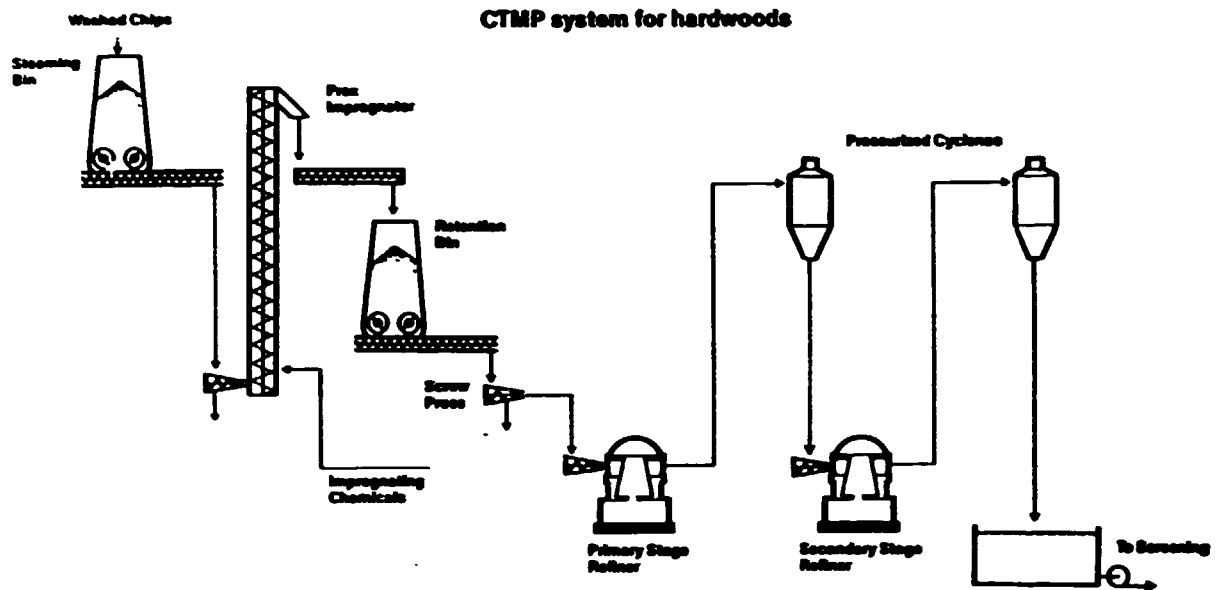 CTMP system for hardwoods
Washed Chips
Steaming
Bin
Prex
Impregnator
Pressurized Cyclones
Retention
Bin
Screw
Press
Impregnating
Chemicals
Primary Stage
Refiner
Secondary Stage
Refiner
To Screening